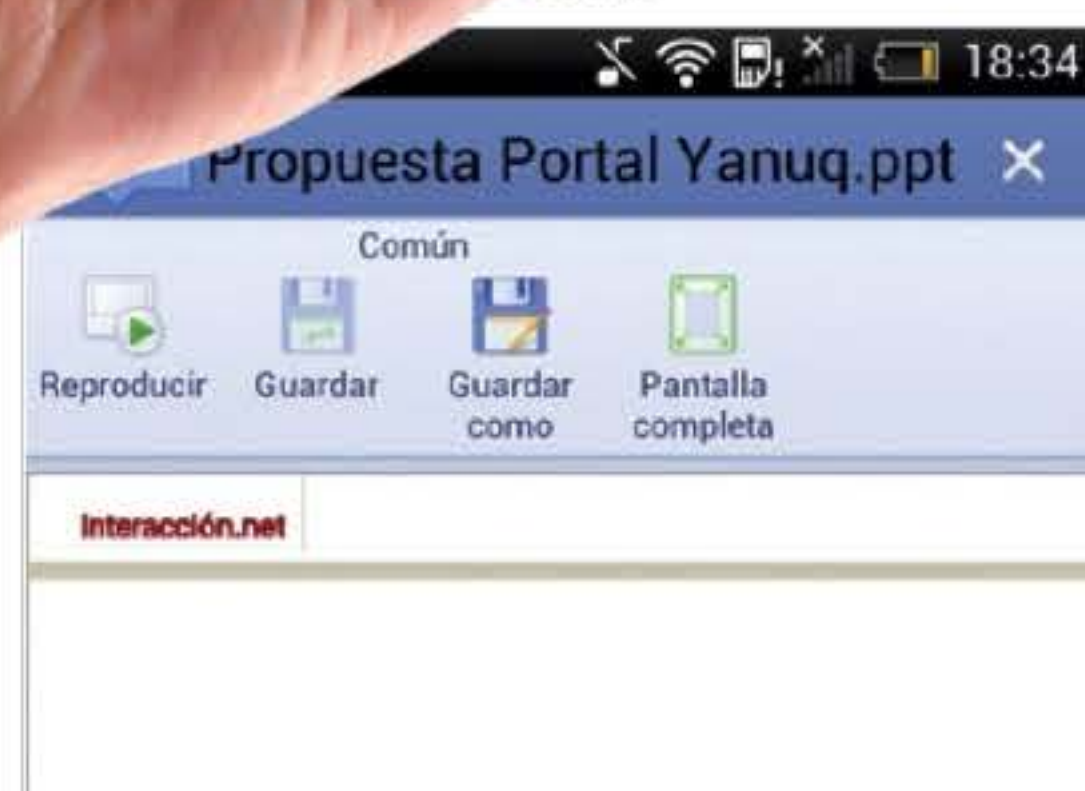 18:34
Propuesta Portal Yanuq.ppt
Común
Reproducir
Guardar
Guardar como
Pantalla completa
Interacción.net